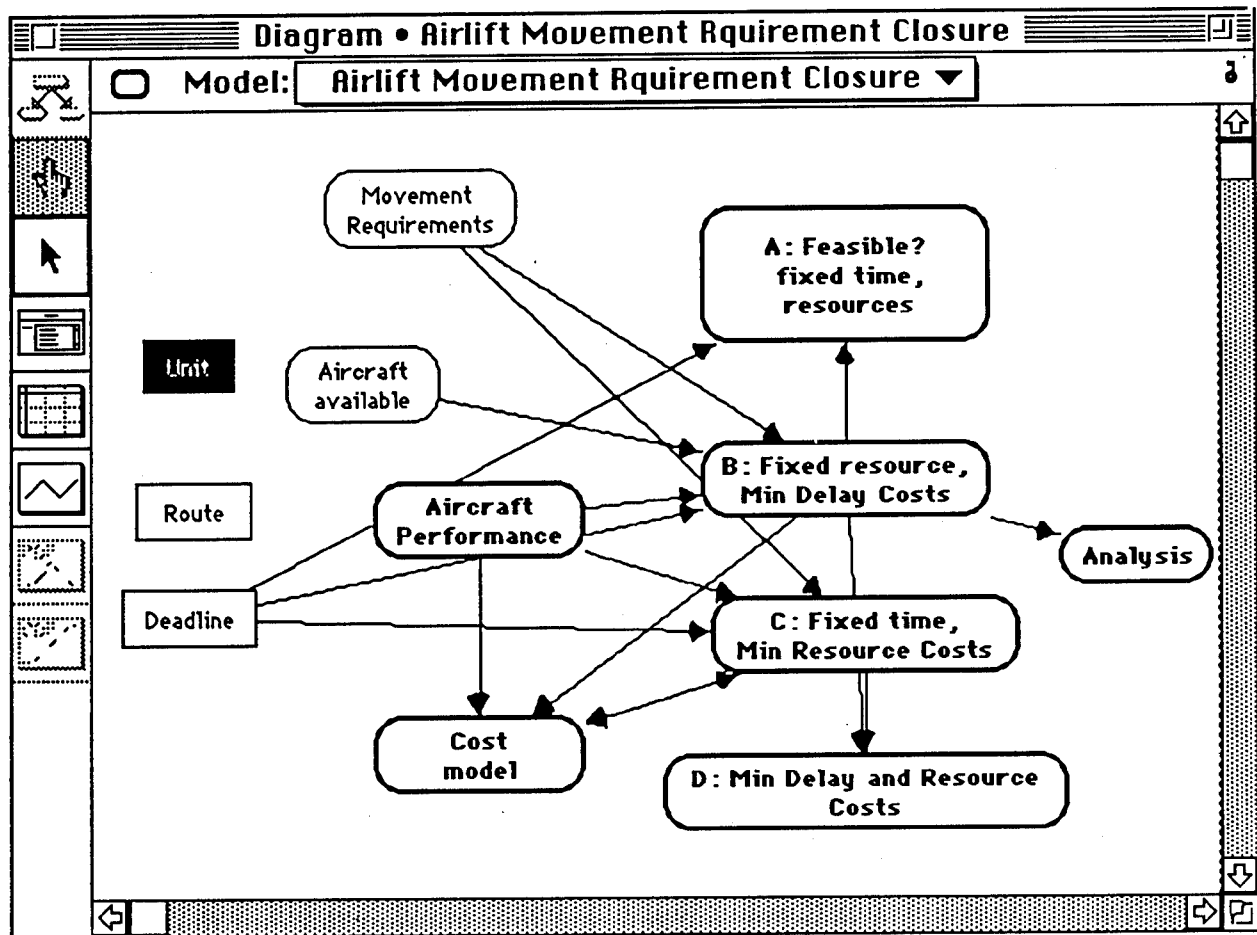 Diagram • Airlift Movement Rquirement Closure
Model: Airlift Movement Rquirement Closure
Movement
Requirements
A: Feasible?
fixed time,
resources
Unit
Aircraft
available
B: Fixed resource,
Min Delay Costs
Route
Aircraft
Performance
Analysis
Deadline
C: Fixed time,
Min Resource Costs
Cost
model
D: Min Delay and Resource
Costs